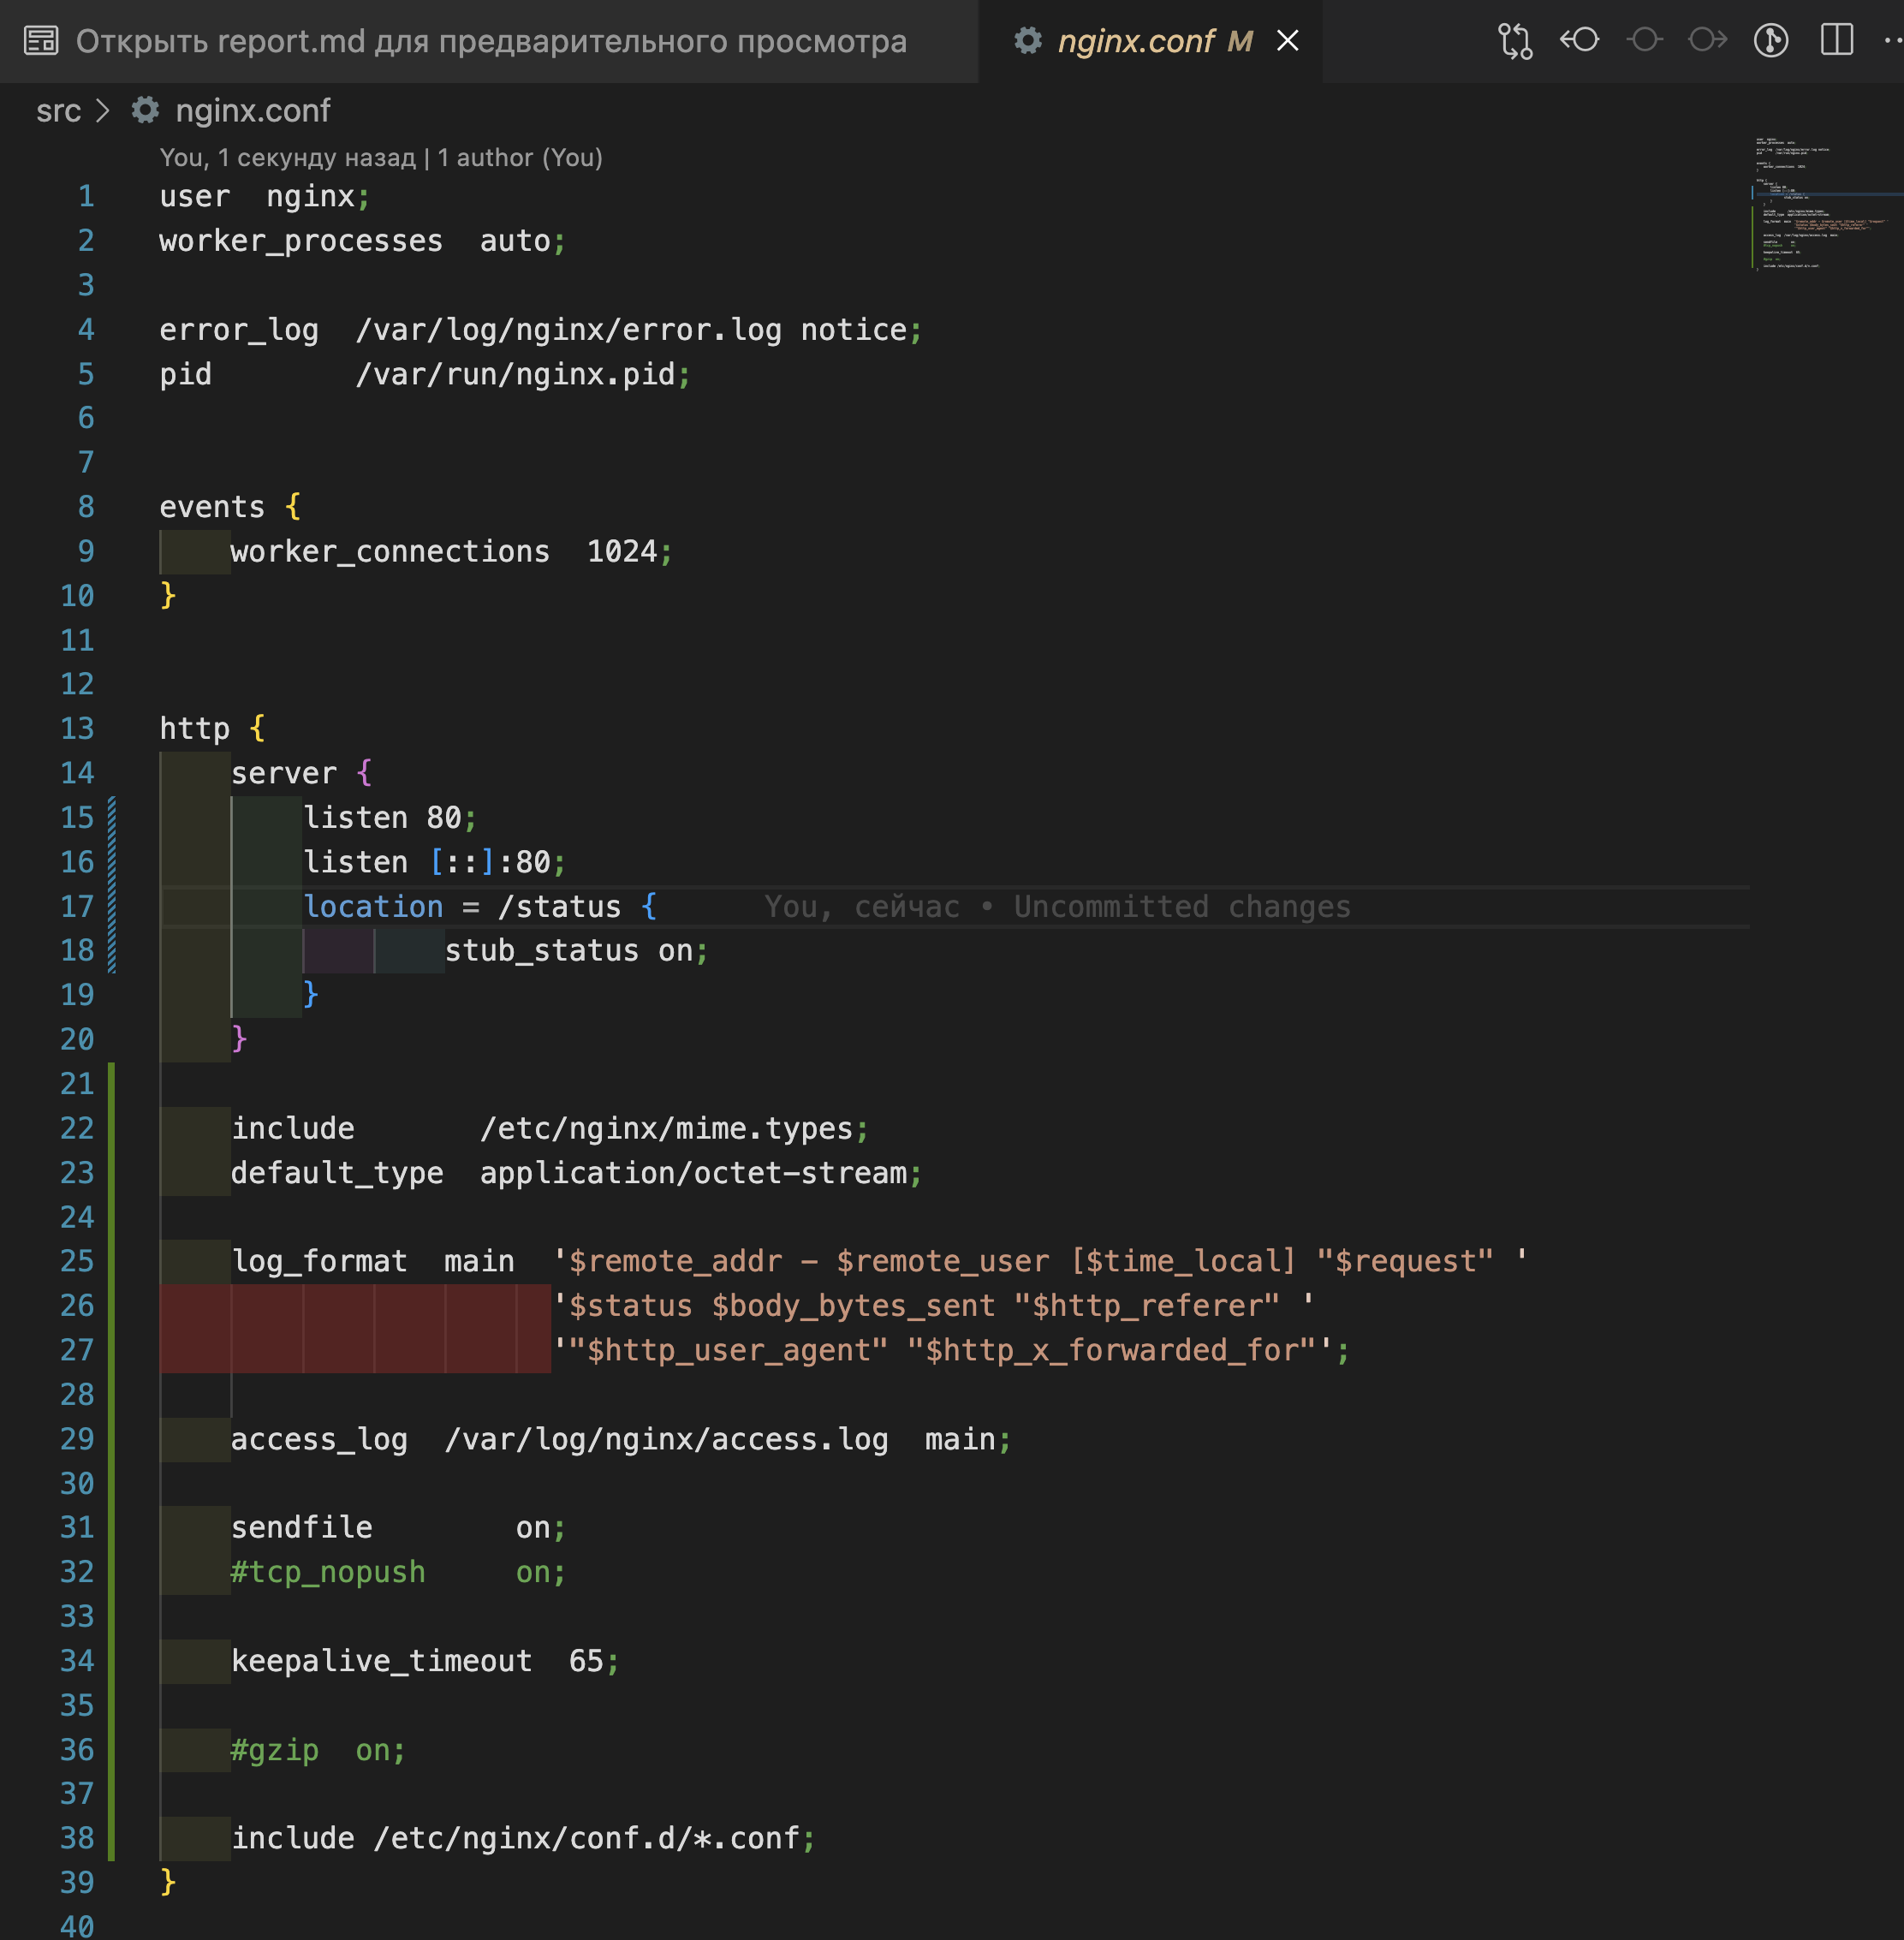 Открыть report.md для предварительного просмотра
nginx.conf M
src > nginx.conf
You, 1 секунду назад | 1 author (You)
1 user  nginx;
2 worker_processes  auto;
3
4 error_log  /var/log/nginx/error.log notice;
5 pid        /var/run/nginx.pid;
6
7
8 events {
9     worker_connections  1024;
10 }
11
12
13 http {
14     server {
15         listen 80;
16         listen [::]:80;
17         location = /status {      You, сейчас • Uncommitted changes
18                 stub_status on;
19         }
20     }
21
22     include       /etc/nginx/mime.types;
23     default_type  application/octet-stream;
24
25     log_format  main  '$remote_addr - $remote_user [$time_local] "$request" '
26                       '$status $body_bytes_sent "$http_referer" '
27                       '"$http_user_agent" "$http_x_forwarded_for"';
28
29     access_log  /var/log/nginx/access.log  main;
30
31     sendfile        on;
32     #tcp_nopush     on;
33
34     keepalive_timeout  65;
35
36     #gzip  on;
37
38     include /etc/nginx/conf.d/*.conf;
39 }
40